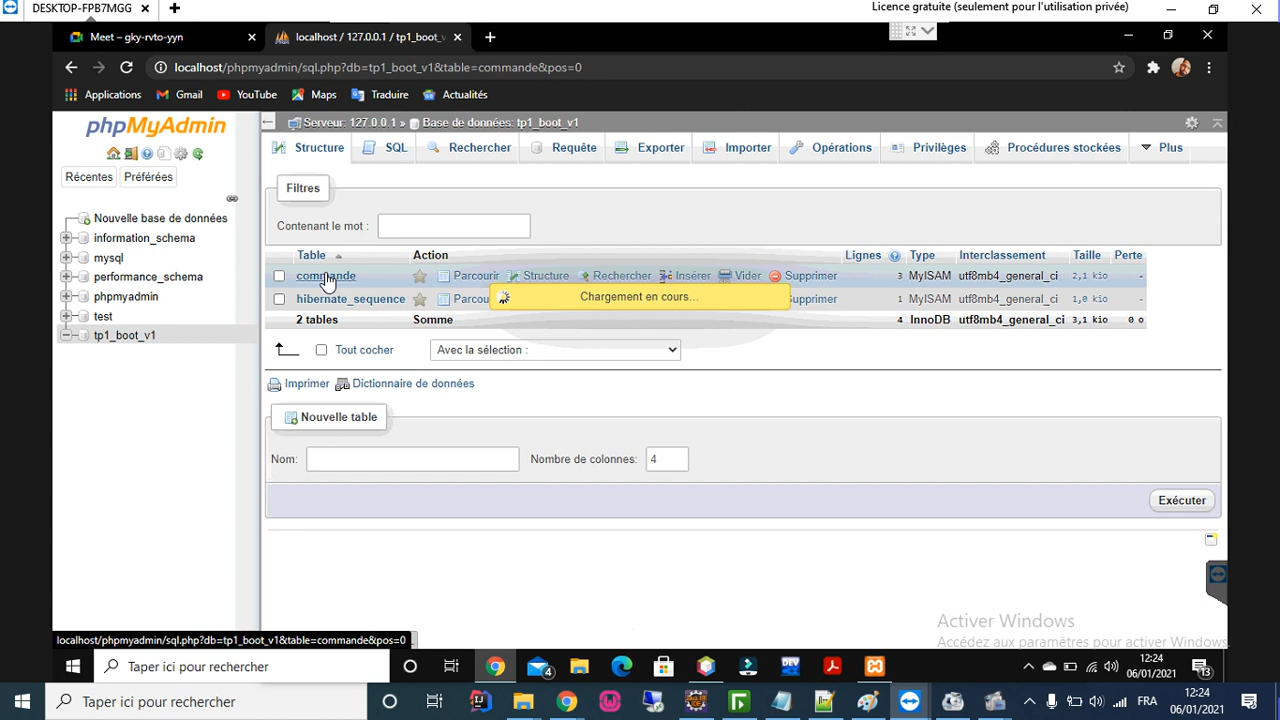 DESKTOP-FPB7MGG
Licence gratuite (seulement pour l'utilisation privée)
Meet – gky-rvto-yyn
localhost / 127.0.0.1 / tp1_boot_v
localhost/phpmyadmin/sql.php?db=tp1_boot_v1&table=commande&pos=0
Applications Gmail YouTube Maps Traduire Actualités
phpMyAdmin
Récentes Préférées
Nouvelle base de données
information_schema
mysql
performance_schema
phpmyadmin
test
tp1_boot_v1
Serveur: 127.0.0.1 » Base de données: tp1_boot_v1
Structure SQL Rechercher Requête Exporter Importer Opérations Privilèges Procédures stockées Plus
Filtres
Contenant le mot :
Table Action Lignes Type Interclassement Taille Perte
commande Parcourir Structure Rechercher Insérer Vider Supprimer 3 MyISAM utf8mb4_general_ci 2,1 kio -
Chargement en cours...
hibernate_sequence Parcou Supprimer 1 MyISAM utf8mb4_general_ci 1,0 kio -
2 tables Somme 4 InnoDB utf8mb4_general_ci 3,1 kio 0 o
Tout cocher Avec la sélection :
Imprimer Dictionnaire de données
Nouvelle table
Nom: Nombre de colonnes: 4
Exécuter
Activer Windows
Accédez aux paramètres pour activer Windows
localhost/phpmyadmin/sql.php?db=tp1_boot_v1&table=commande&pos=0
Taper ici pour rechercher
4
DEV
12:24
06/01/2021
13
Taper ici pour rechercher
FRA
12:24
06/01/2021